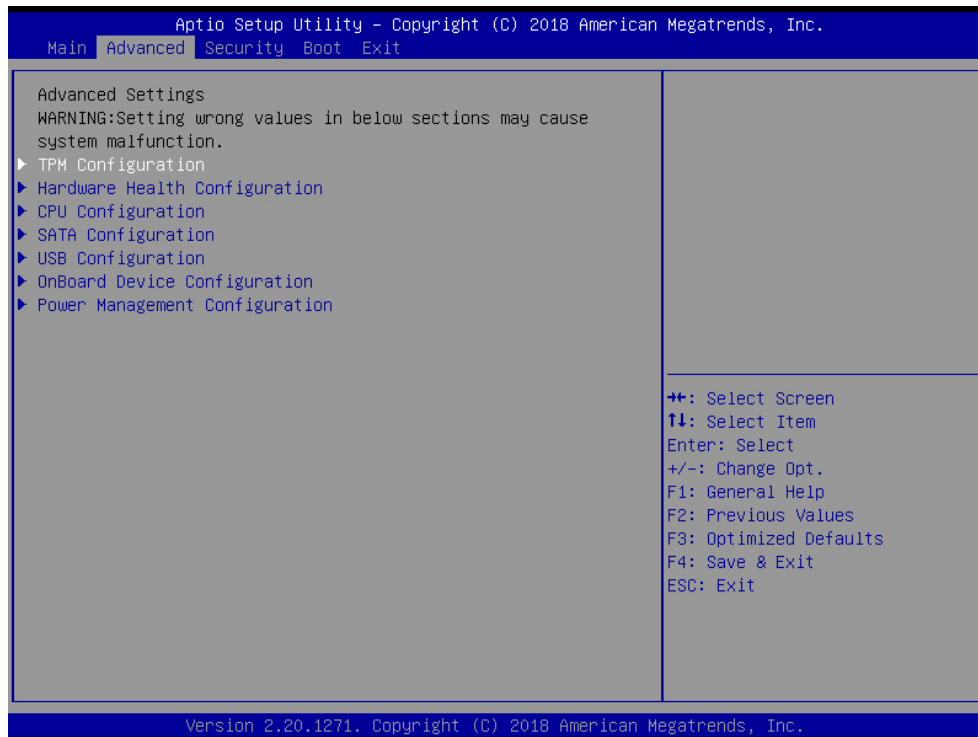 Aptio Setup Utility – Copyright (C) 2018 American Megatrends, Inc.
Main Advanced Security Boot Exit
Advanced Settings
WARNING:Setting wrong values in below sections may cause
system malfunction.
▶ TPM Configuration
▶ Hardware Health Configuration
▶ CPU Configuration
▶ SATA Configuration
▶ USB Configuration
▶ OnBoard Device Configuration
▶ Power Management Configuration
→←: Select Screen
↑↓: Select Item
Enter: Select
+/-: Change Opt.
F1: General Help
F2: Previous Values
F3: Optimized Defaults
F4: Save & Exit
ESC: Exit
Version 2.20.1271. Copyright (C) 2018 American Megatrends, Inc.